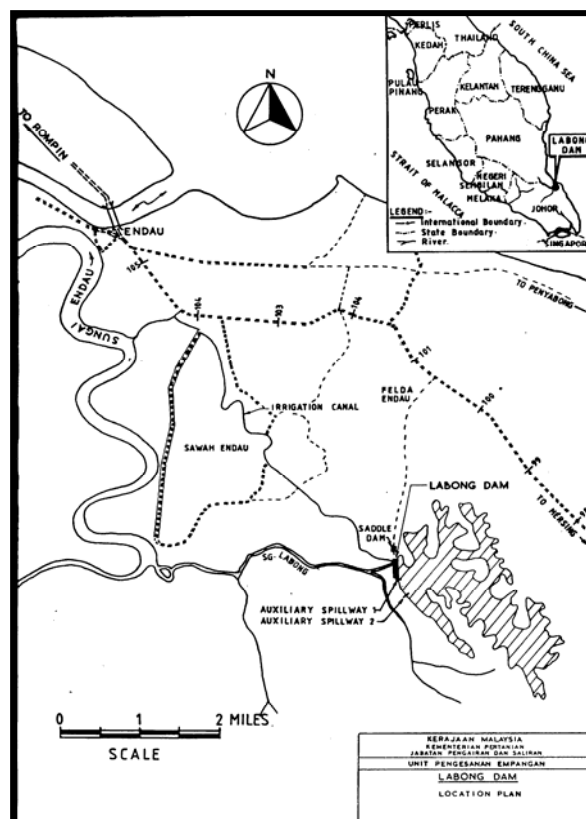 PERLIS
THAILAND
KEDAH
SOUTH CHINA SEA
PULAU
PINANG
KELANTAN
TERENGGANU
PERAK
PAHANG
LABONG
DAM
SELANGOR
STRAIT OF MALACCA
NEGERI
SEMBILAN
MELAKA
JOHOR
SINGAPOR
LEGEND:-
International Boundary.
State Boundary.
River.
N
TO ROMPIN
ENDAU
SUNGAI ENDAU
105
104
103
104
TO PENYABONG
101
FELDA
ENDAU
100
99
TO MERSING
IRRIGATION CANAL
SAWAH ENDAU
LABONG DAM
SADDLE
DAM
SG. LABONG
AUXILIARY SPILLWAY 1
AUXILIARY SPILLWAY 2
0 1 2 MILES
SCALE
KERAJAAN MALAYSIA
KEMENTERIAN PERTANIAN
JABATAN PENGAIRAN DAN SALIRAN
UNIT PENGESANAN EMPANGAN
LABONG DAM
LOCATION PLAN